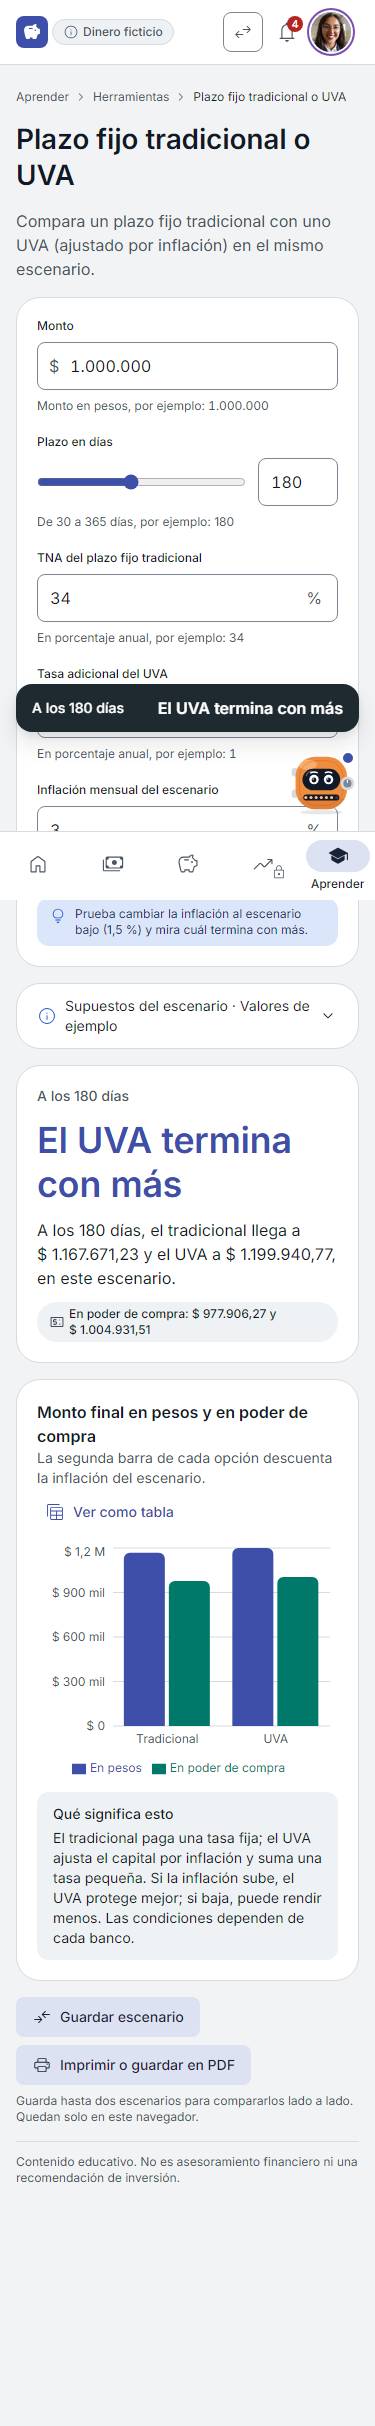 Dinero ficticio
4
Aprender > Herramientas > Plazo fijo tradicional o UVA
Plazo fijo tradicional o
UVA
Compara un plazo fijo tradicional con uno
UVA (ajustado por inflación) en el mismo
escenario.
Monto
$ 1.000.000
Monto en pesos, por ejemplo: 1.000.000
Plazo en días
180
De 30 a 365 días, por ejemplo: 180
TNA del plazo fijo tradicional
34 %
En porcentaje anual, por ejemplo: 34
Tasa adicional del UVA
A los 180 días El UVA termina con más
En porcentaje anual, por ejemplo: 1
Inflación mensual del escenario
3 %
Aprender
Prueba cambiar la inflación al escenario
bajo (1,5 %) y mira cuál termina con más.
Supuestos del escenario · Valores de
ejemplo
A los 180 días
El UVA termina
con más
A los 180 días, el tradicional llega a
$ 1.167.671,23 y el UVA a $ 1.199.940,77,
en este escenario.
En poder de compra: $ 977.906,27 y
$ 1.004.931,51
Monto final en pesos y en poder de
compra
La segunda barra de cada opción descuenta
la inflación del escenario.
Ver como tabla
$ 1,2 M
$ 900 mil
$ 600 mil
$ 300 mil
$ 0
Tradicional UVA
En pesos En poder de compra
Qué significa esto
El tradicional paga una tasa fija; el UVA
ajusta el capital por inflación y suma una
tasa pequeña. Si la inflación sube, el
UVA protege mejor; si baja, puede rendir
menos. Las condiciones dependen de
cada banco.
Guardar escenario
Imprimir o guardar en PDF
Guarda hasta dos escenarios para compararlos lado a lado.
Quedan solo en este navegador.
Contenido educativo. No es asesoramiento financiero ni una
recomendación de inversión.